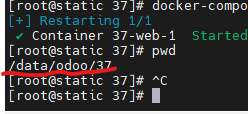 [root@static 37]# docker-compo
[+] Restarting 1/1
✔ Container 37-web-1 Started
[root@static 37]# pwd
/data/odoo/37
[root@static 37]# ^C
[root@static 37]#